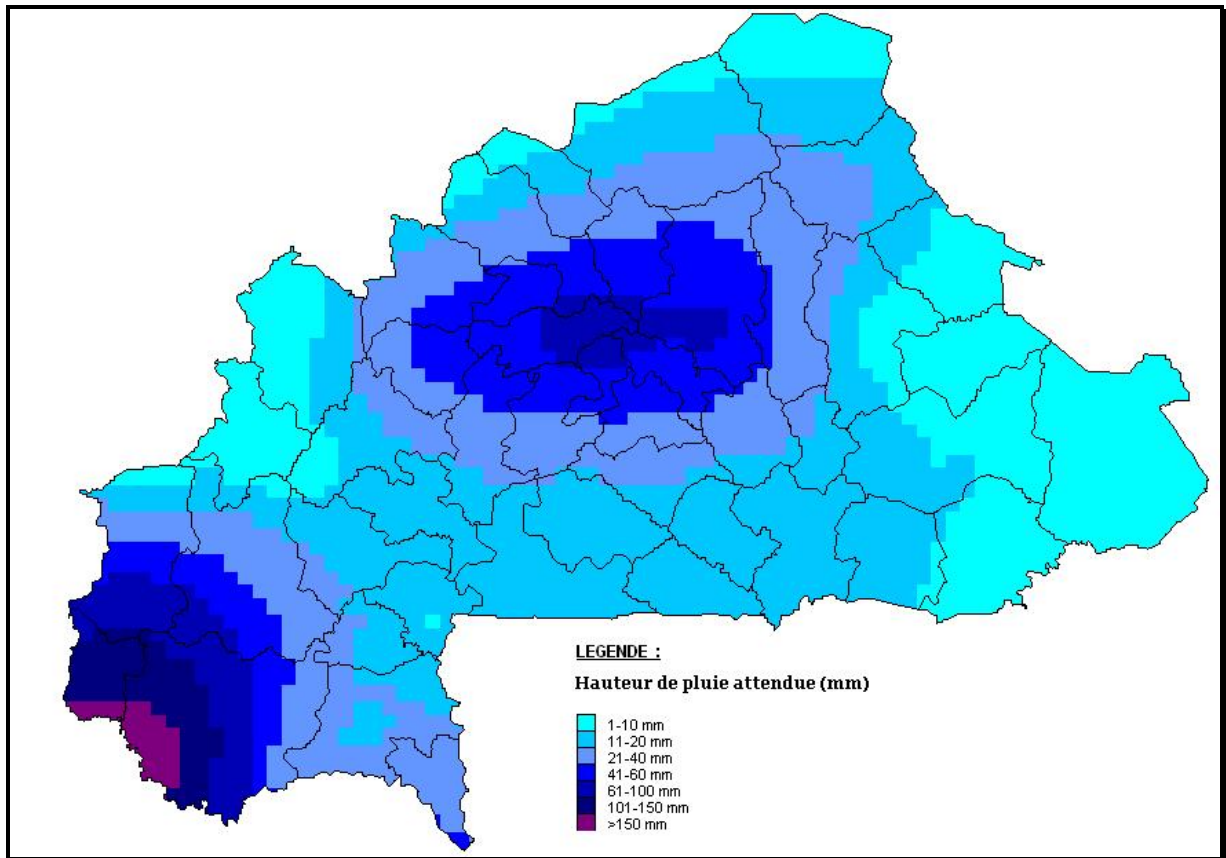 LEGENDE :
Hauteur de pluie attendue (mm)
1-10 mm
11-20 mm
21-40 mm
41-60 mm
61-100 mm
101-150 mm
>150 mm